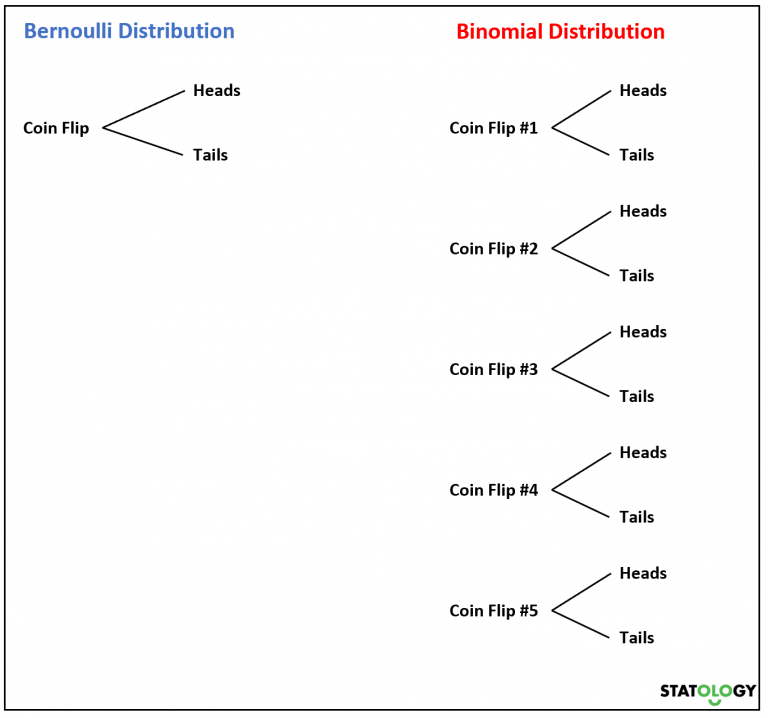 Bernoulli Distribution
Coin Flip
Heads
Tails
Binomial Distribution
Coin Flip #1
Heads
Tails
Coin Flip #2
Heads
Tails
Coin Flip #3
Heads
Tails
Coin Flip #4
Heads
Tails
Coin Flip #5
Heads
Tails
STATOLOGY